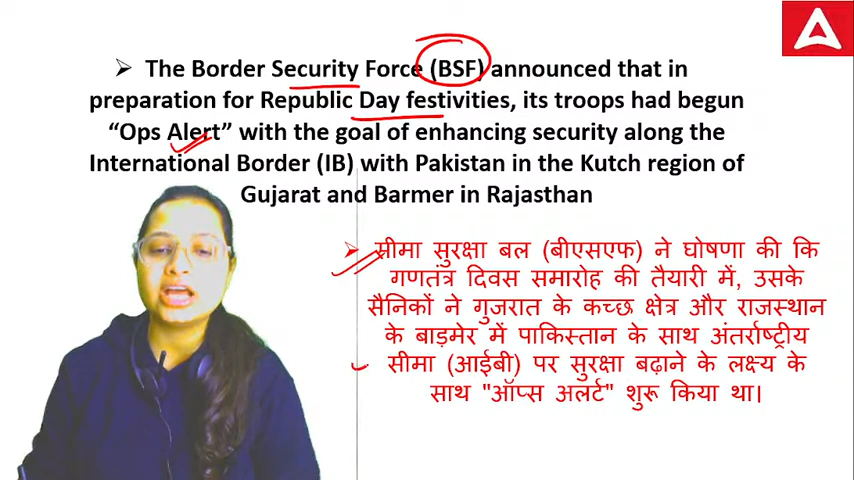 ➢ The Border Security Force (BSF) announced that in
preparation for Republic Day festivities, its troops had begun
“Ops Alert” with the goal of enhancing security along the
International Border (IB) with Pakistan in the Kutch region of
Gujarat and Barmer in Rajasthan
➢ सीमा सुरक्षा बल (बीएसएफ) ने घोषणा की कि
गणतंत्र दिवस समारोह की तैयारी में, उसके
सैनिकों ने गुजरात के कच्छ क्षेत्र और राजस्थान
के बाड़मेर में पाकिस्तान के साथ अंतर्राष्ट्रीय
सीमा (आईबी) पर सुरक्षा बढ़ाने के लक्ष्य के
साथ "ऑप्स अलर्ट" शुरू किया था।